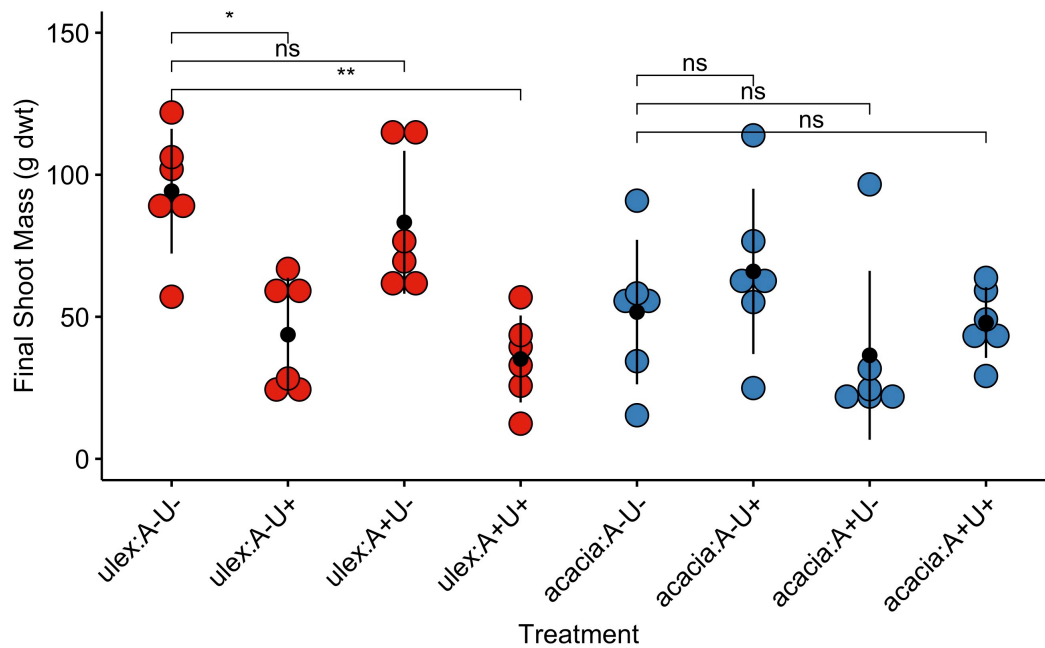 *
ns
**
ns
ns
ns
Final Shoot Mass (g dwt)
150
100
50
0
ulex:A-U-
ulex:A-U+
ulex:A+U-
ulex:A+U+
acacia:A-U-
acacia:A-U+
acacia:A+U-
acacia:A+U+
Treatment